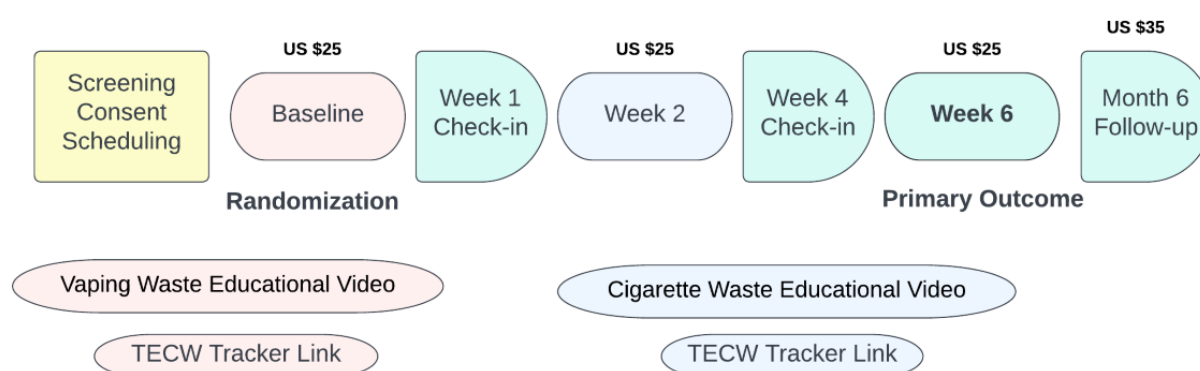 US $35
US $25
US $25
US $25
Screening
Consent
Scheduling
Baseline
Week 1
Check-in
Week 2
Week 4
Check-in
Week 6
Month 6
Follow-up
Randomization
Primary Outcome
Vaping Waste Educational Video
Cigarette Waste Educational Video
TECW Tracker Link
TECW Tracker Link